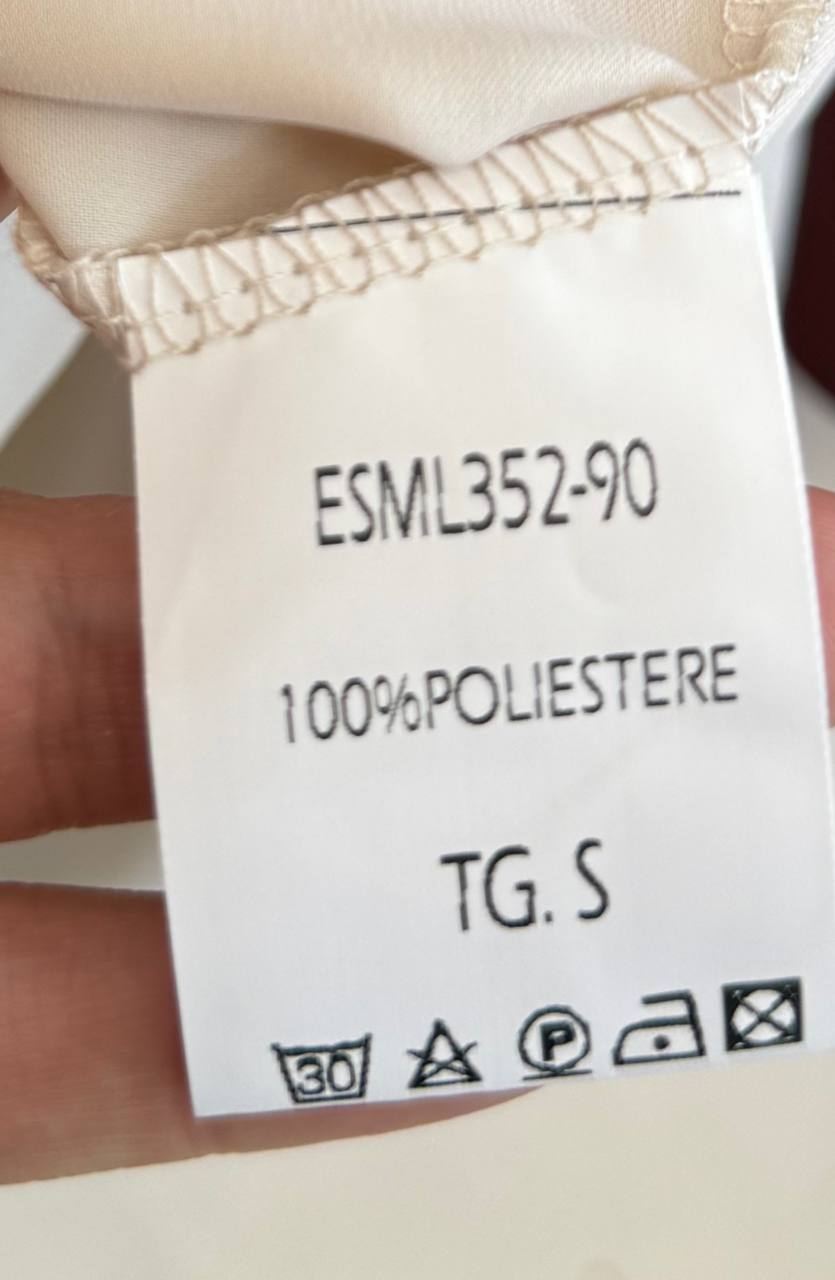 ESML352-90
100%POLIESTERE
TG. S
30 P